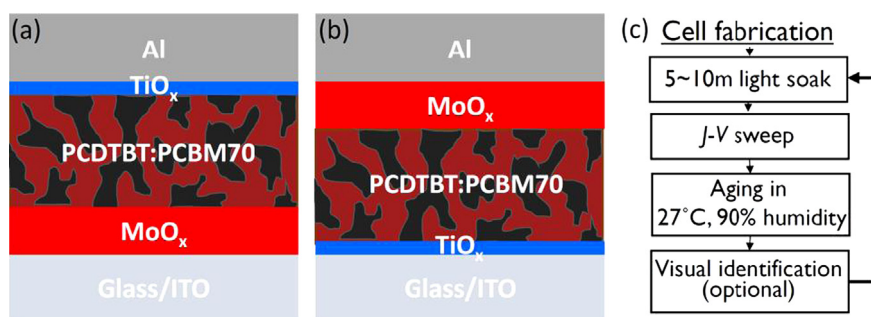 (a)
Al
TiOx
PCDTBT:PCBM70
MoOx
Glass/ITO
(b)
Al
MoOx
PCDTBT:PCBM70
TiOx
Glass/ITO
(c)
Cell fabrication
5~10m light soak
J-V sweep
Aging in
27°C, 90% humidity
Visual identification
(optional)